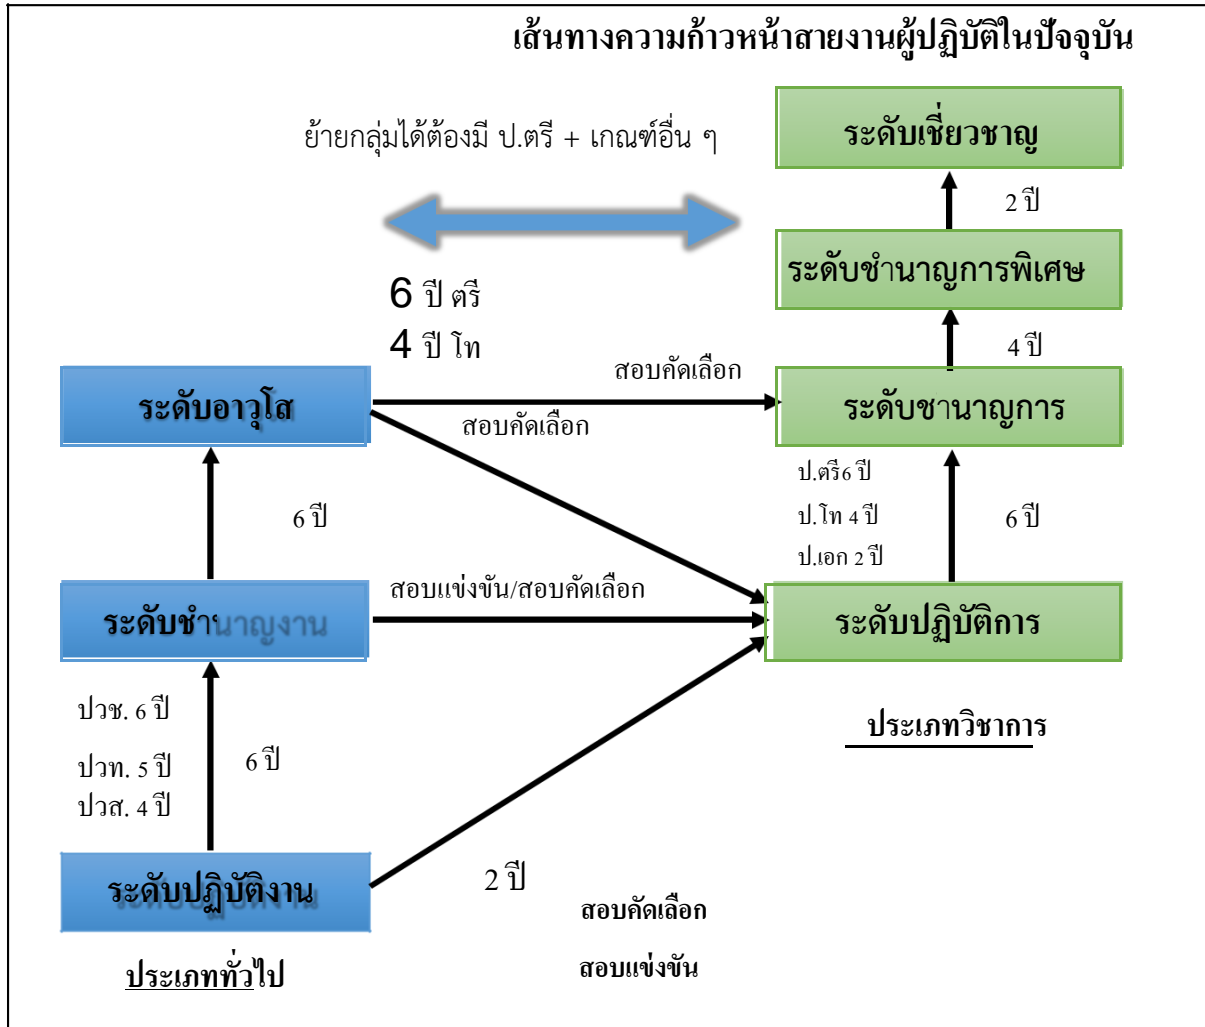 เส้นทางความก้าวหน้าสายงานผู้ปฏิบัติในปัจจุบัน
ย้ายกลุ่มได้ต้องมี ป.ตรี + เกณฑ์อื่น ๆ
ระดับเชี่ยวชาญ
2 ปี
ระดับชำนาญการพิเศษ
6 ปี ตรี
4 ปี โท
4 ปี
สอบคัดเลือก
ระดับอาวุโส
ระดับชานาญการ
สอบคัดเลือก
ป.ตรี6 ปี
ป.โท 4 ปี
ป.เอก 2 ปี
6 ปี
6 ปี
สอบแข่งขัน/สอบคัดเลือก
ระดับชำนาญงาน
ระดับปฏิบัติการ
ปวช. 6 ปี
ปวท. 5 ปี
ปวส. 4 ปี
6 ปี
ประเภทวิชาการ
ระดับปฏิบัติงาน
2 ปี
สอบคัดเลือก
สอบแข่งขัน
ประเภททั่วไป